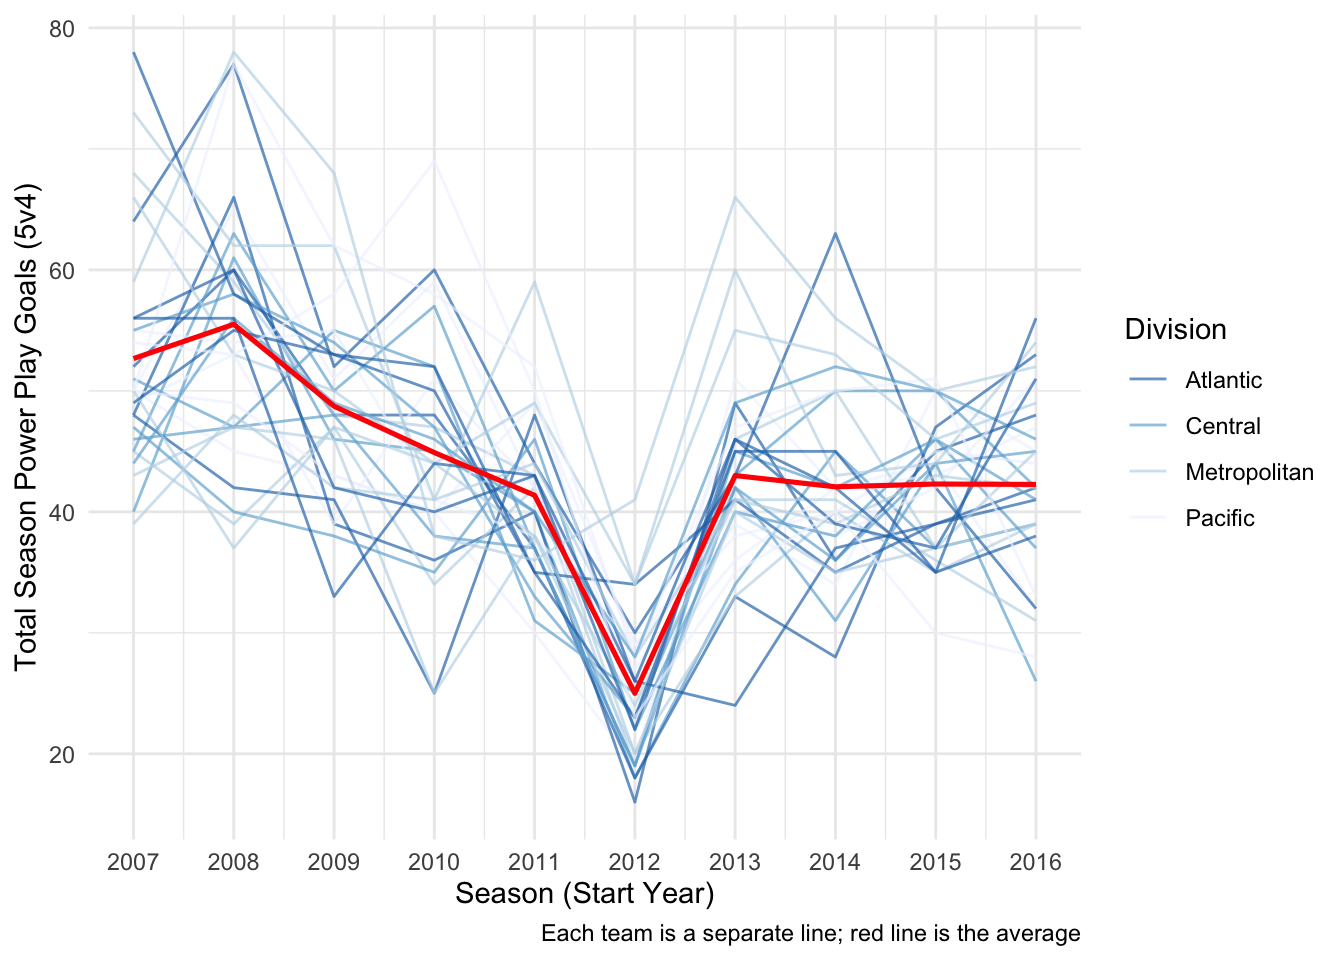 80
60
40
20
Total Season Power Play Goals (5v4)
2007 2008 2009 2010 2011 2012 2013 2014 2015 2016
Season (Start Year)
Each team is a separate line; red line is the average
Division
Atlantic
Central
Metropolitan
Pacific